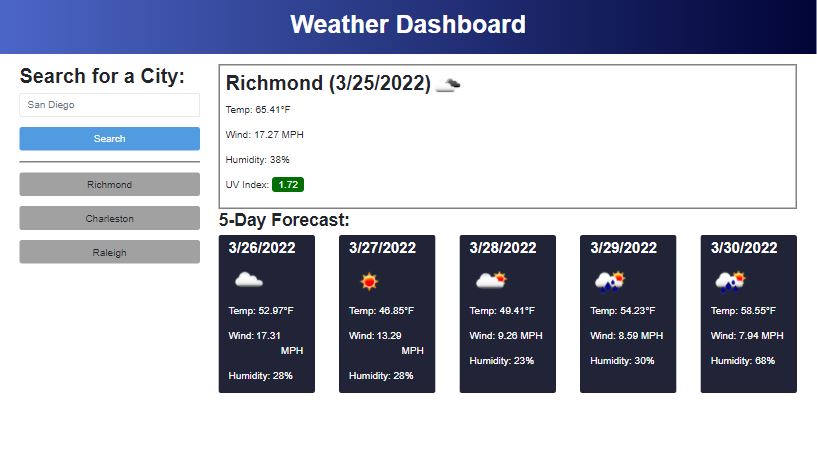 Weather Dashboard
Search for a City:
San Diego
Search
Richmond
Charleston
Raleigh
Richmond (3/25/2022)
Temp: 65.41°F
Wind: 17.27 MPH
Humidity: 38%
UV Index: 1.72
5-Day Forecast:
3/26/2022
Temp: 52.97°F
Wind: 17.31
MPH
Humidity: 28%
3/27/2022
Temp: 46.85°F
Wind: 13.29
MPH
Humidity: 28%
3/28/2022
Temp: 49.41°F
Wind: 9.26 MPH
Humidity: 23%
3/29/2022
Temp: 54.23°F
Wind: 8.59 MPH
Humidity: 30%
3/30/2022
Temp: 58.55°F
Wind: 7.94 MPH
Humidity: 68%